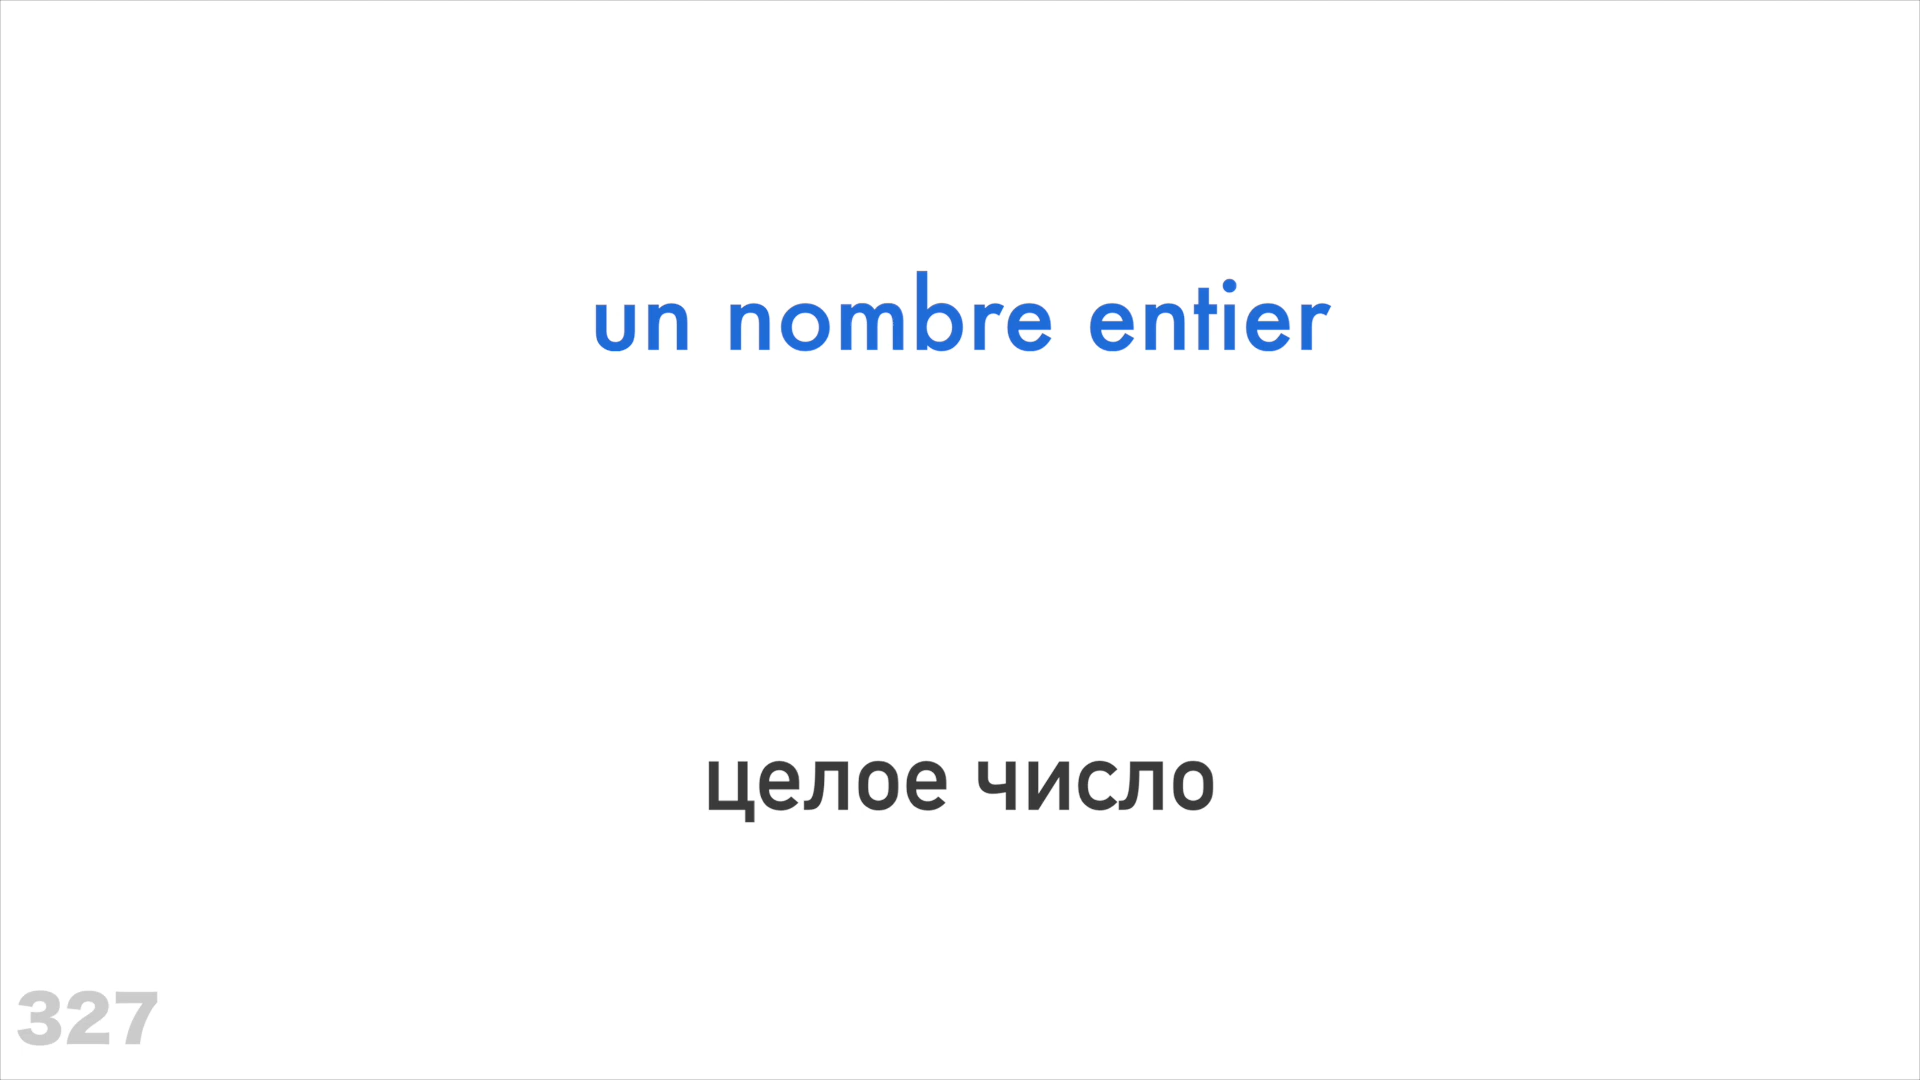 un nombre entier
целое число
327